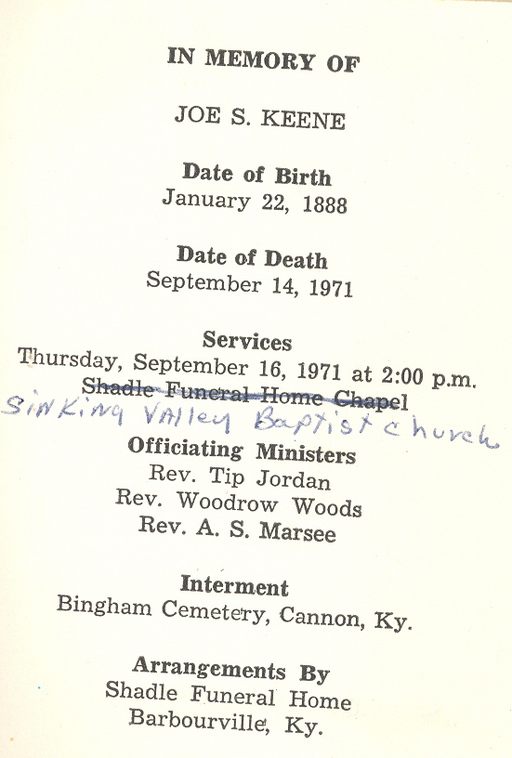 IN MEMORY OF
JOE S. KEENE
Date of Birth
January 22, 1888
Date of Death
September 14, 1971
Services
Thursday, September 16, 1971 at 2:00 p.m.
Shadle Funeral Home Chapel
Sinking Valley Baptist Church
Officiating Ministers
Rev. Tip Jordan
Rev. Woodrow Woods
Rev. A. S. Marsee
Interment
Bingham Cemetery, Cannon, Ky.
Arrangements By
Shadle Funeral Home
Barbourville, Ky.